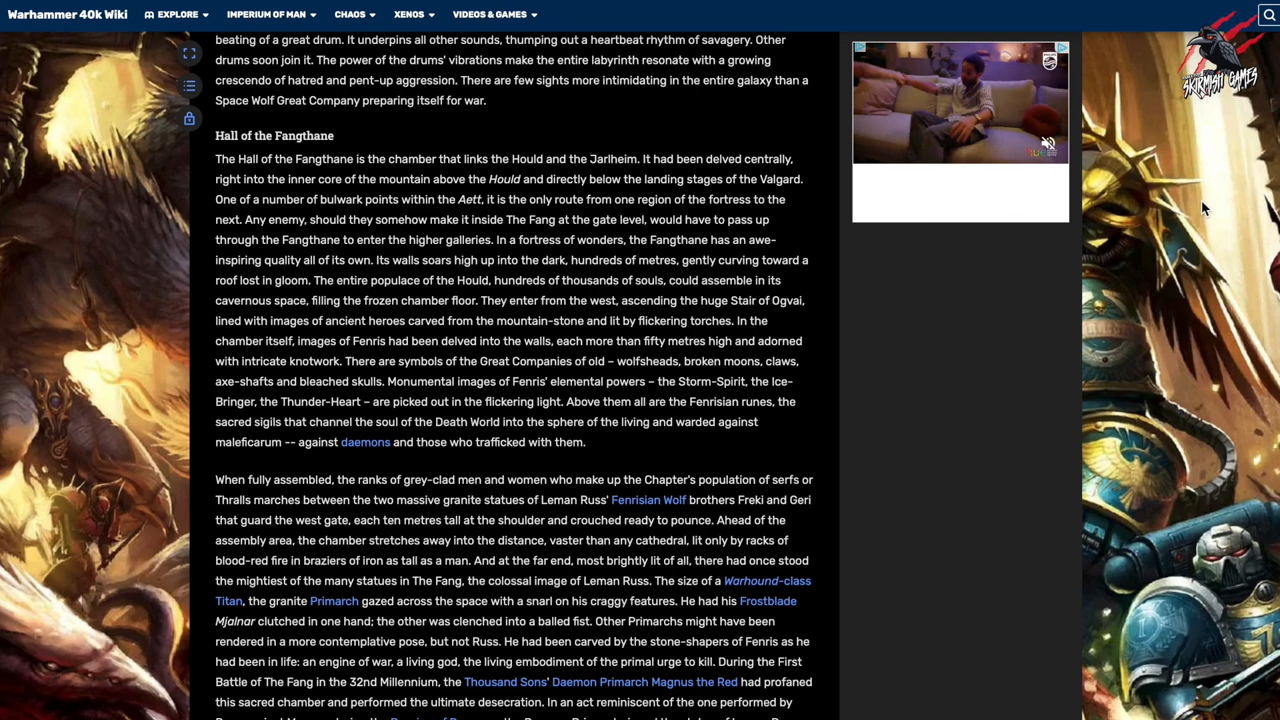 Warhammer 40k Wiki
EXPLORE
IMPERIUM OF MAN
CHAOS
XENOS
VIDEOS & GAMES
SKIRMISH GAMES
beating of a great drum. It underpins all other sounds, thumping out a heartbeat rhythm of savagery. Other
drums soon join it. The power of the drums' vibrations make the entire labyrinth resonate with a growing
crescendo of hatred and pent-up aggression. There are few sights more intimidating in the entire galaxy than a
Space Wolf Great Company preparing itself for war.
Hall of the Fangthane
The Hall of the Fangthane is the chamber that links the Hould and the Jarlheim. It had been delved centrally,
right into the inner core of the mountain above the Hould and directly below the landing stages of the Valgard.
One of a number of bulwark points within the Aett, it is the only route from one region of the fortress to the
next. Any enemy, should they somehow make it inside The Fang at the gate level, would have to pass up
through the Fangthane to enter the higher galleries. In a fortress of wonders, the Fangthane has an awe-
inspiring quality all of its own. Its walls soars high up into the dark, hundreds of metres, gently curving toward a
roof lost in gloom. The entire populace of the Hould, hundreds of thousands of souls, could assemble in its
cavernous space, filling the frozen chamber floor. They enter from the west, ascending the huge Stair of Ogvai,
lined with images of ancient heroes carved from the mountain-stone and lit by flickering torches. In the
chamber itself, images of Fenris had been delved into the walls, each more than fifty metres high and adorned
with intricate knotwork. There are symbols of the Great Companies of old – wolfsheads, broken moons, claws,
axe-shafts and bleached skulls. Monumental images of Fenris' elemental powers – the Storm-Spirit, the Ice-
Bringer, the Thunder-Heart – are picked out in the flickering light. Above them all are the Fenrisian runes, the
sacred sigils that channel the soul of the Death World into the sphere of the living and warded against
maleficarum -- against daemons and those who trafficked with them.
When fully assembled, the ranks of grey-clad men and women who make up the Chapter's population of serfs or
Thralls marches between the two massive granite statues of Leman Russ' Fenrisian Wolf brothers Freki and Geri
that guard the west gate, each ten metres tall at the shoulder and crouched ready to pounce. Ahead of the
assembly area, the chamber stretches away into the distance, vaster than any cathedral, lit only by racks of
blood-red fire in braziers of iron as tall as a man. And at the far end, most brightly lit of all, there had once stood
the mightiest of the many statues in The Fang, the colossal image of Leman Russ. The size of a Warhound-class
Titan, the granite Primarch gazed across the space with a snarl on his craggy features. He had his Frostblade
Mjalnar clutched in one hand; the other was clenched into a balled fist. Other Primarchs might have been
rendered in a more contemplative pose, but not Russ. He had been carved by the stone-shapers of Fenris as he
had been in life: an engine of war, a living god, the living embodiment of the primal urge to kill. During the First
Battle of The Fang in the 32nd Millennium, the Thousand Sons' Daemon Primarch Magnus the Red had profaned
this sacred chamber and performed the ultimate desecration. In an act reminiscent of the one performed by